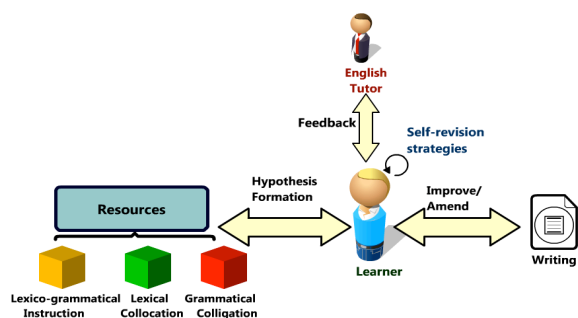 English
Tutor
Feedback
Self-revision
strategies
Hypothesis
Formation
Improve/
Amend
Resources
Learner
Writing
Lexico-grammatical
Instruction
Lexical
Collocation
Grammatical
Colligation